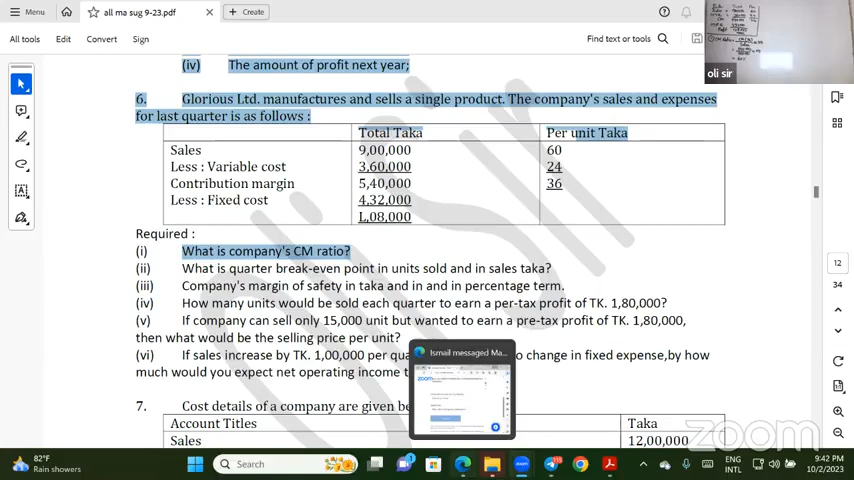 Menu
all ma sug 9-23.pdf
+ Create
All tools Edit Convert Sign
Find text or tools
oli sir
(iv) The amount of profit next year;
6. Glorious Ltd. manufactures and sells a single product. The company's sales and expenses
for last quarter is as follows :
Total Taka Per unit Taka
Sales 9,00,000 60
Less : Variable cost 3,60,000 24
Contribution margin 5,40,000 36
Less : Fixed cost 4,32,000
1,08,000
Required :
(i) What is company's CM ratio?
(ii) What is quarter break-even point in units sold and in sales taka?
(iii) Company's margin of safety in taka and in and in percentage term.
(iv) How many units would be sold each quarter to earn a per-tax profit of TK. 1,80,000?
(v) If company can sell only 15,000 unit but wanted to earn a pre-tax profit of TK. 1,80,000,
then what would be the selling price per unit?
(vi) If sales increase by TK. 1,00,000 per qua o change in fixed expense,by how
much would you expect net operating income t
Ismail messaged Ma...
zoom
7. Cost details of a company are given be
Account Titles Taka
Sales 12,00,000
Oli Sir
zoom
12
34
82°F
Rain showers
Search
ENG
INTL
9:42 PM
10/2/2023